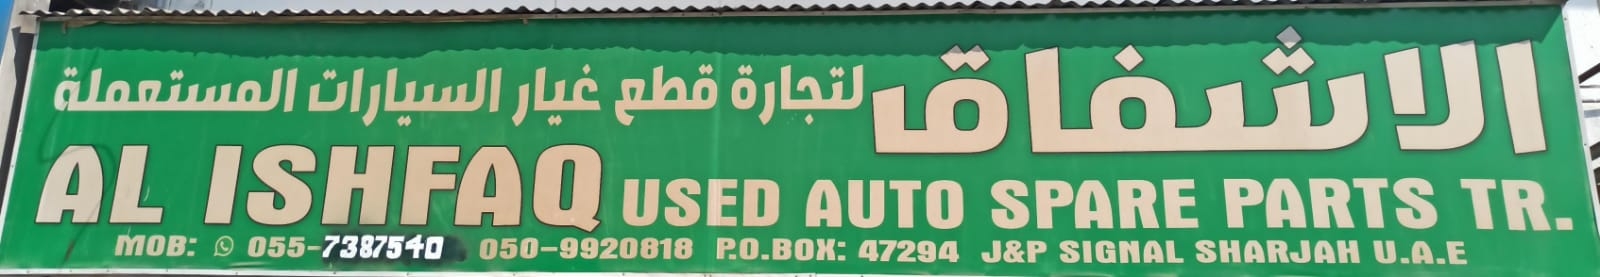 الاشفاق لتجارة قطع غيار السيارات المستعملة
AL ISHFAQ USED AUTO SPARE PARTS TR.
MOB: 055-7387540 050-9920818 P.O.BOX: 47294 J&P SIGNAL SHARJAH U.A.E